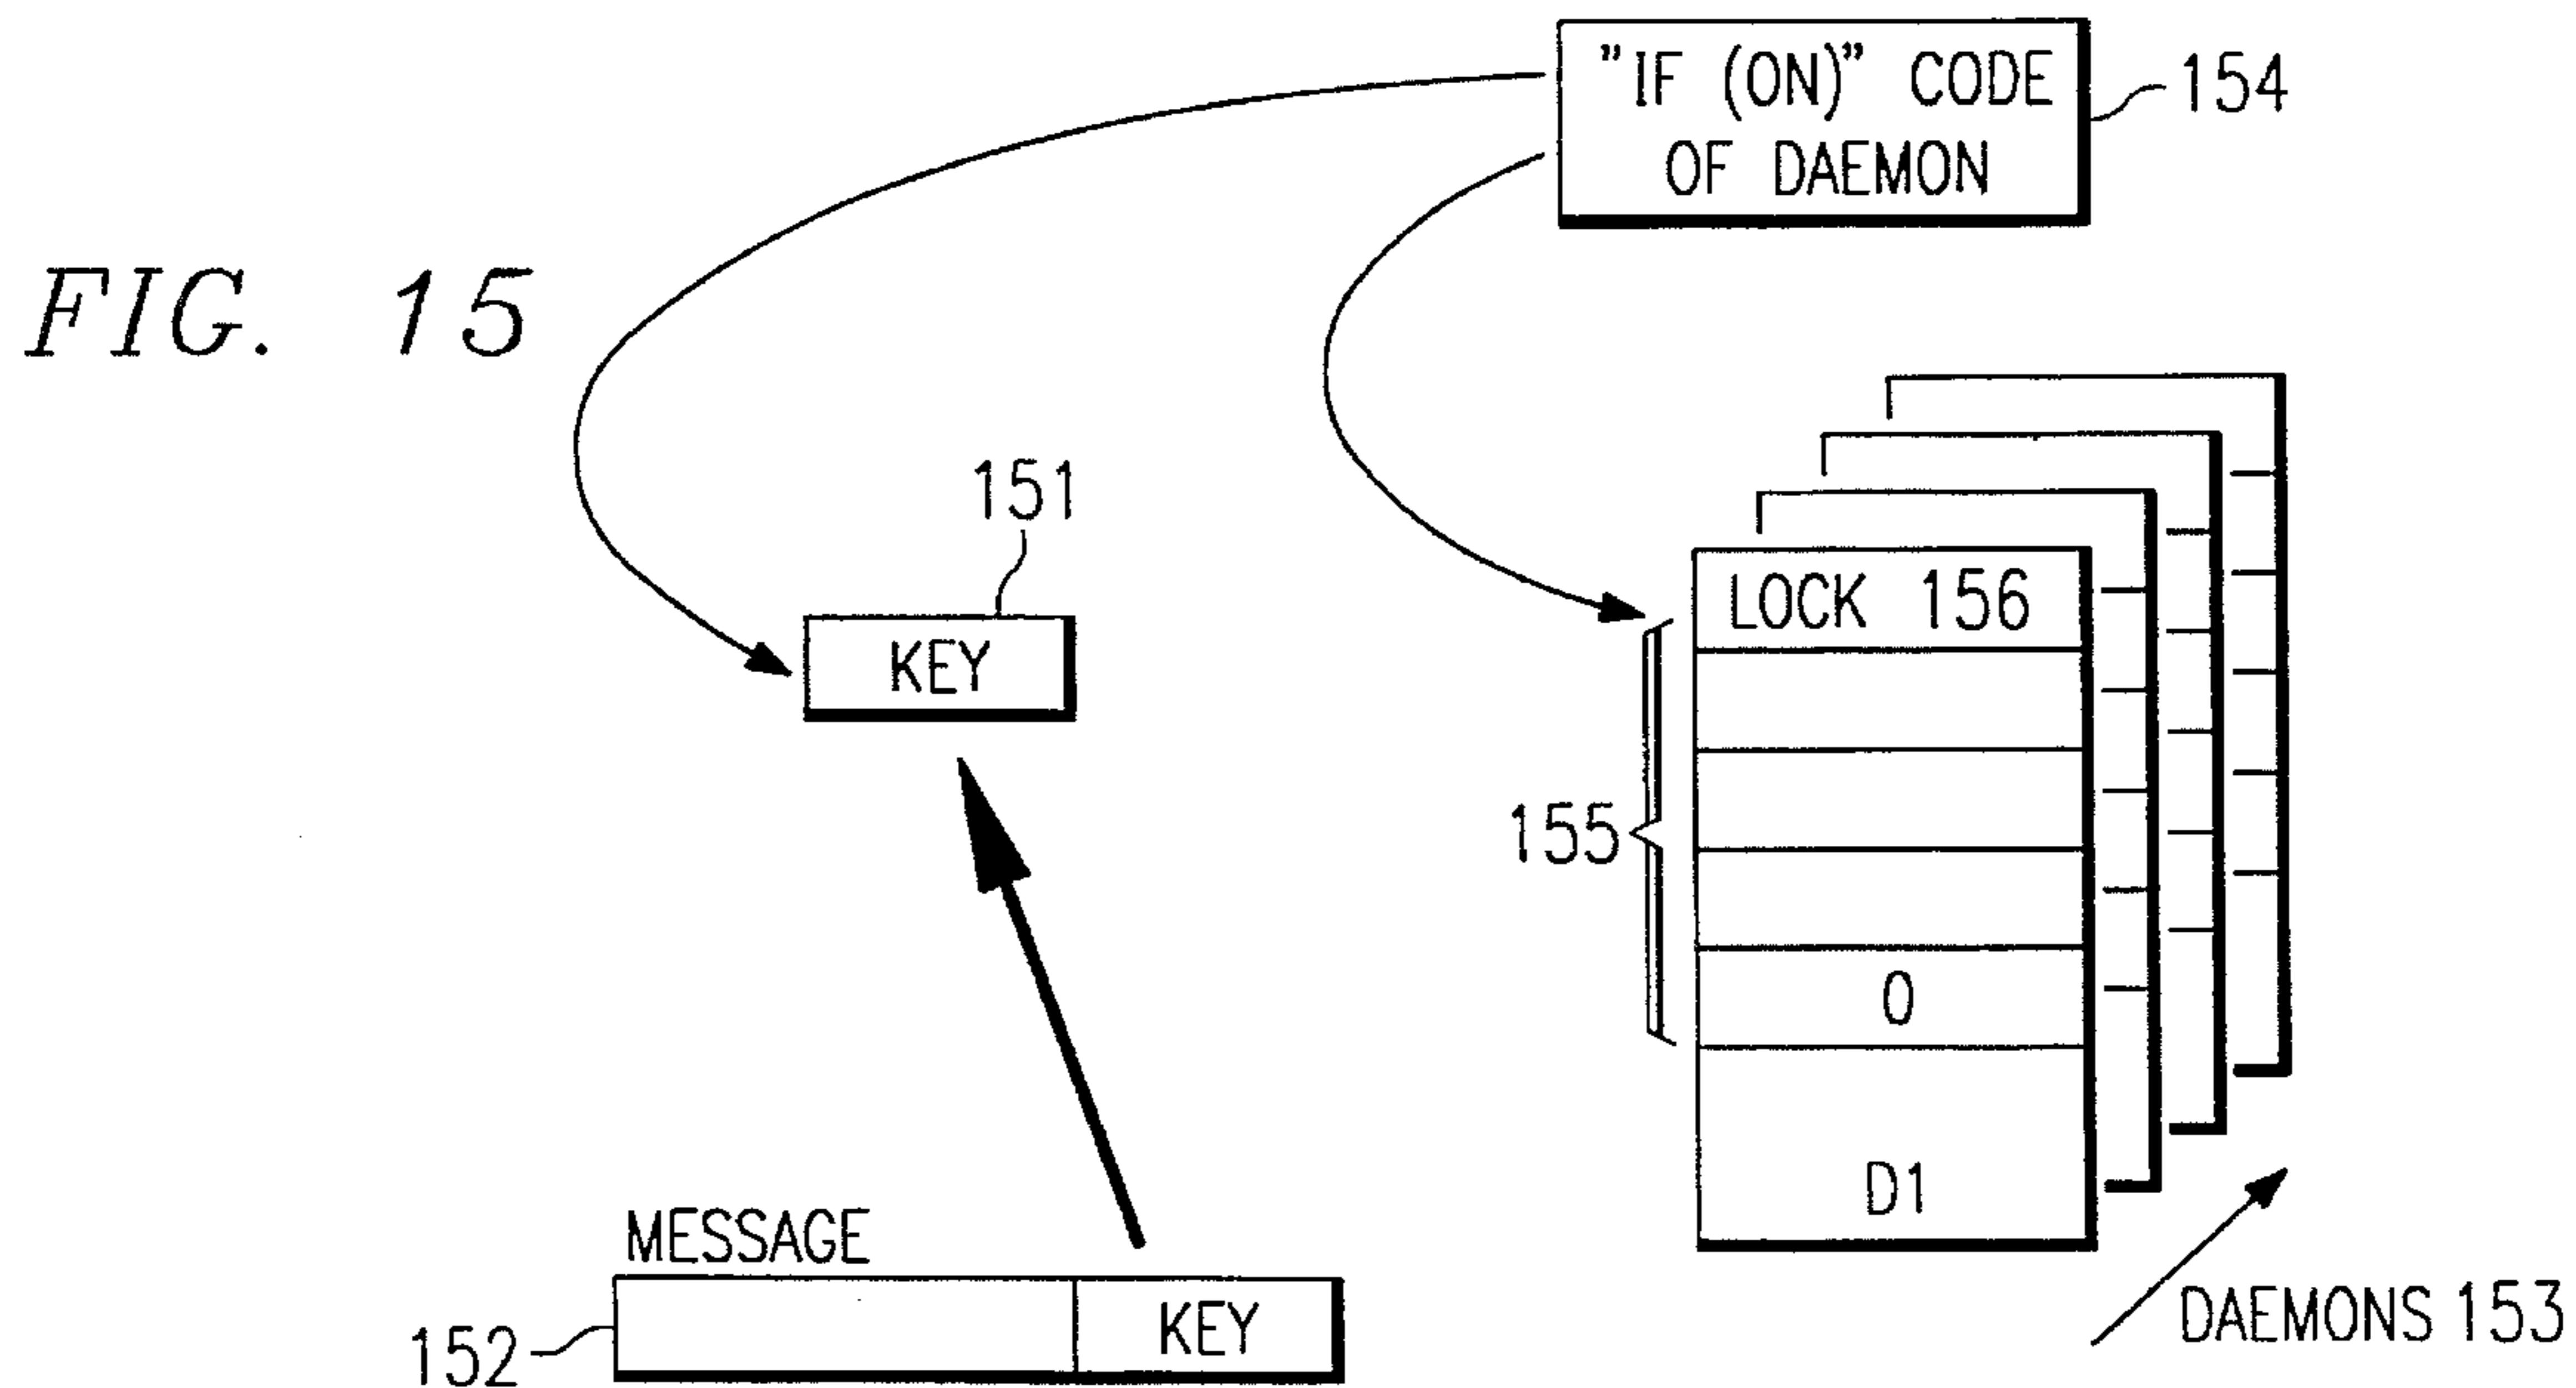 "IF (ON)" CODE
OF DAEMON
154
FIG. 15
151
KEY
LOCK 156
155
0
D1
MESSAGE
KEY
152
DAEMONS 153